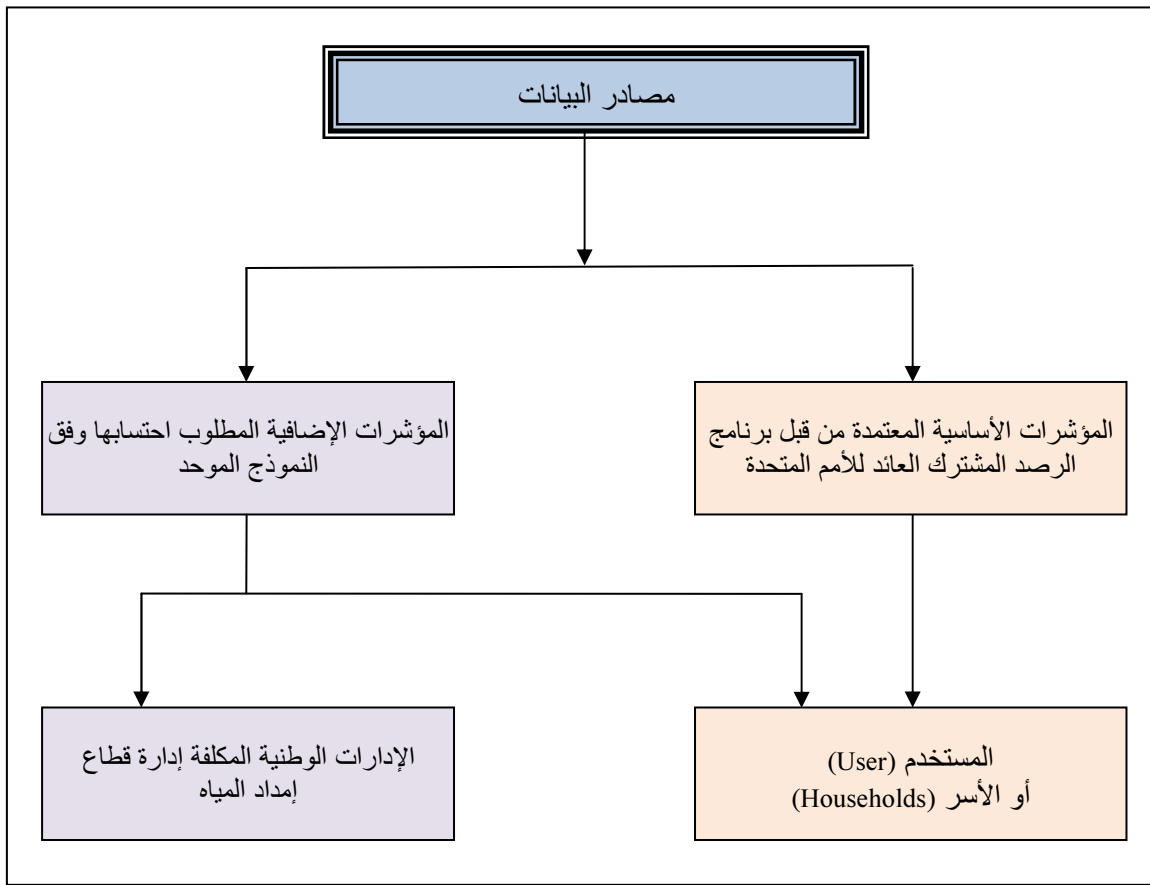 مصادر البيانات
المؤشرات الأساسية المعتمدة من قبل برنامج
الرصد المشترك العائد للأمم المتحدة
المؤشرات الإضافية المطلوب احتسابها وفق
النموذج الموحد
المستخدم (User)
أو الأسر (Households)
الإدارات الوطنية المكلفة إدارة قطاع
إمداد المياه